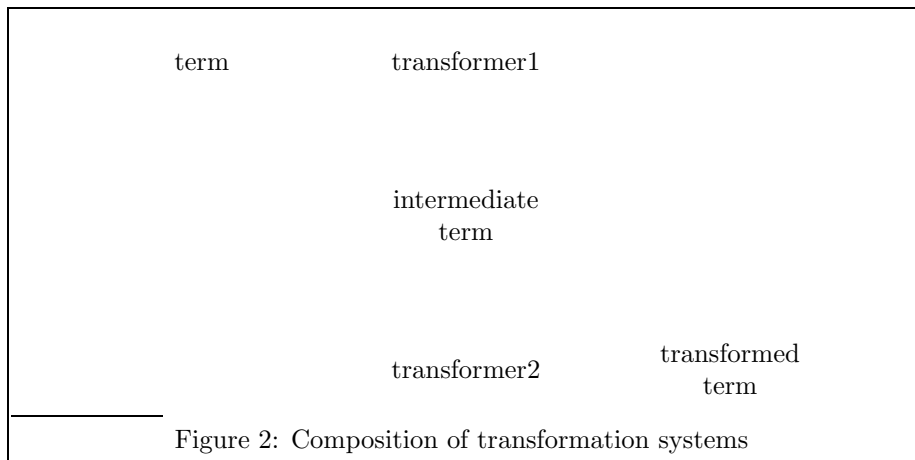 term transformer1
intermediate
term
transformer2
transformed
term
Figure 2: Composition of transformation systems